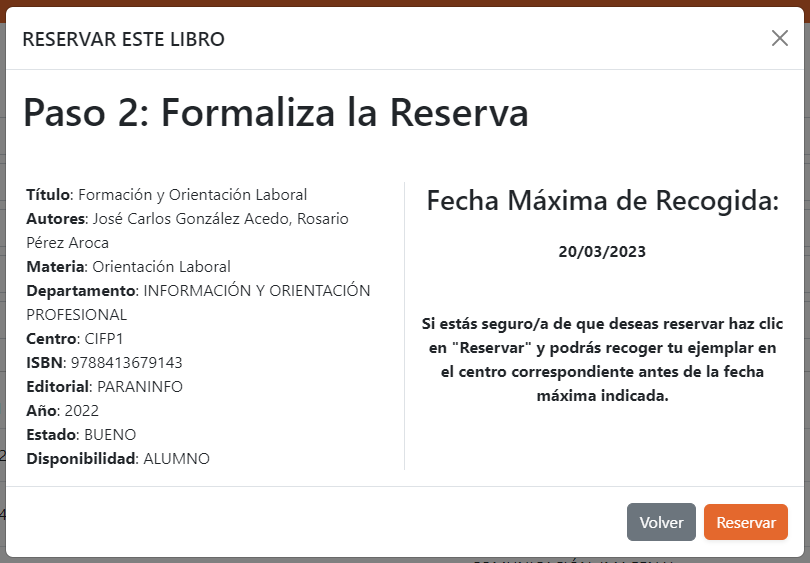 RESERVAR ESTE LIBRO
Paso 2: Formaliza la Reserva
Título: Formación y Orientación Laboral
Autores: José Carlos González Acedo, Rosario
Pérez Aroca
Materia: Orientación Laboral
Departamento: INFORMACIÓN Y ORIENTACIÓN
PROFESIONAL
Centro: CIFP1
ISBN: 9788413679143
Editorial: PARANINFO
Año: 2022
Estado: BUENO
Disponibilidad: ALUMNO
Fecha Máxima de Recogida:
20/03/2023
Si estás seguro/a de que deseas reservar haz clic
en "Reservar" y podrás recoger tu ejemplar en
el centro correspondiente antes de la fecha
máxima indicada.
Volver
Reservar